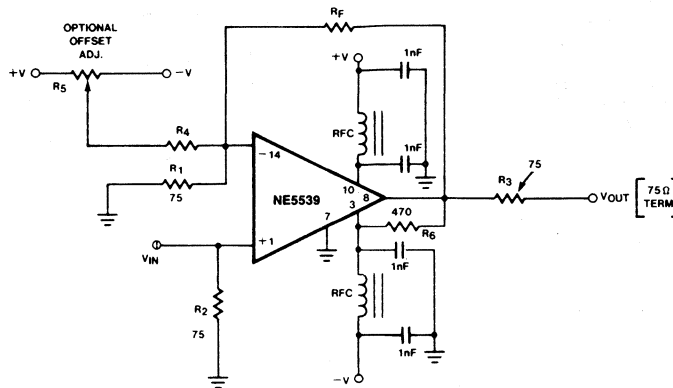 OPTIONAL
OFFSET
ADJ.
+V
-V
R5
RF
1nF
+V
RFC
1nF
R4
R1
75
-14
NE5539
10
8
3
7
+1
VIN
R2
75
470
R6
1nF
RFC
1nF
-V
75
R3
VOUT
75Ω
TERM